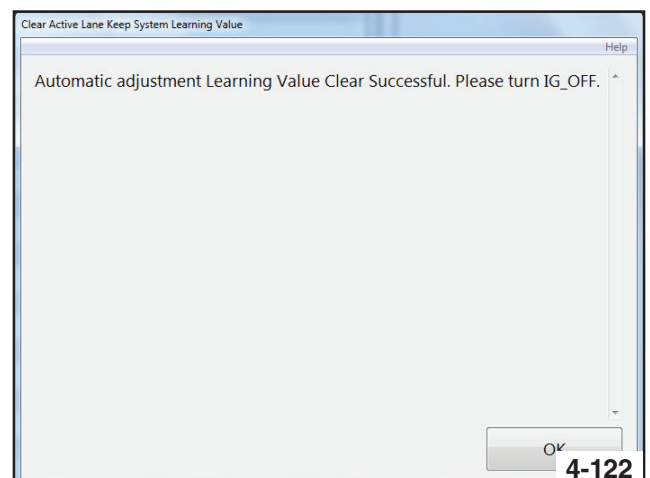 Clear Active Lane Keep System Learning Value
Help
Automatic adjustment Learning Value Clear Successful. Please turn IG_OFF.
OK
4-122